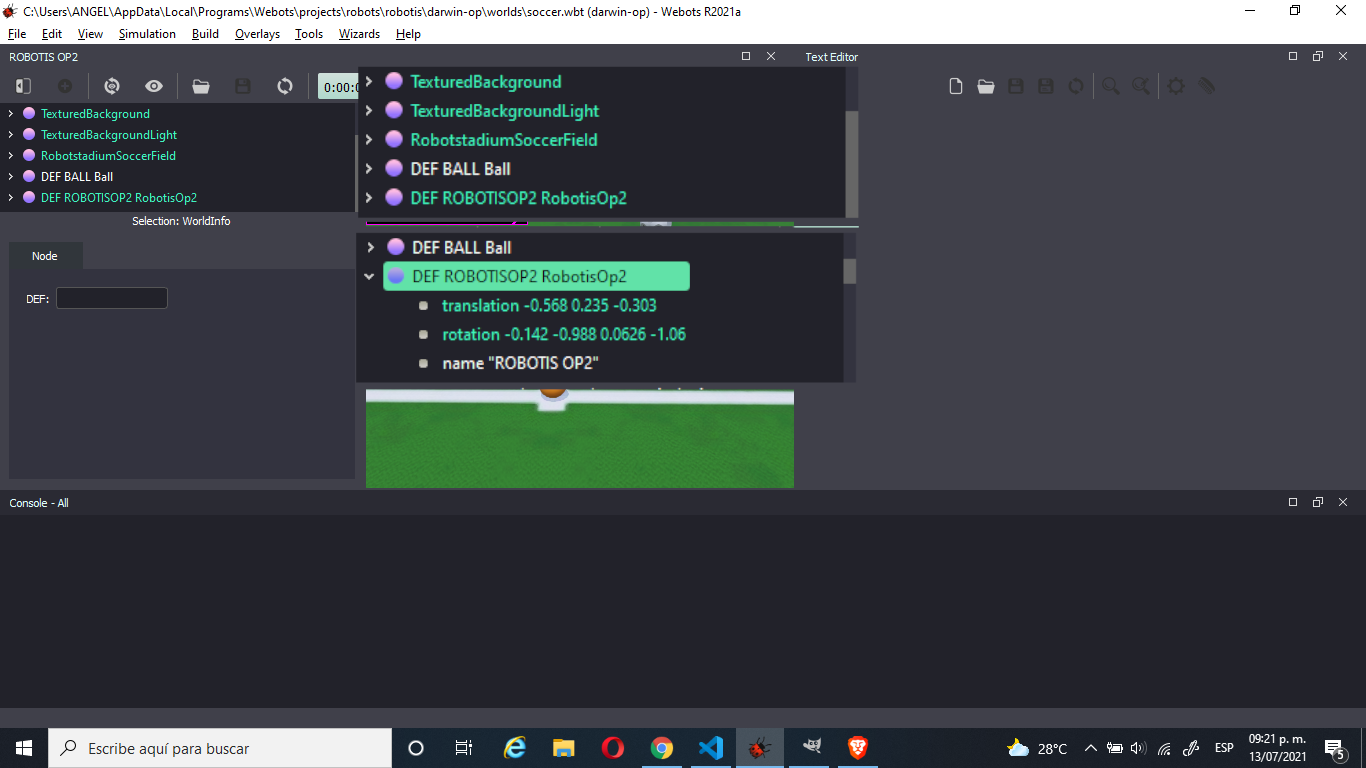 C:\Users\ANGEL\AppData\Local\Programs\Webots\projects\robots\robotis\darwin-op\worlds\soccer.wbt (darwin-op) - Webots R2021a
File Edit View Simulation Build Overlays Tools Wizards Help
ROBOTIS OP2
Text Editor
0:00:0
TexturedBackground
TexturedBackgroundLight
RobotstadiumSoccerField
DEF BALL Ball
DEF ROBOTISOP2 RobotisOp2
Selection: WorldInfo
Node
DEF:
TexturedBackground
TexturedBackgroundLight
RobotstadiumSoccerField
DEF BALL Ball
DEF ROBOTISOP2 RobotisOp2
DEF BALL Ball
DEF ROBOTISOP2 RobotisOp2
translation -0.568 0.235 -0.303
rotation -0.142 -0.988 0.0626 -1.06
name "ROBOTIS OP2"
Console - All
Escribe aquí para buscar
28°C
ESP
09:21 p. m.
13/07/2021
5